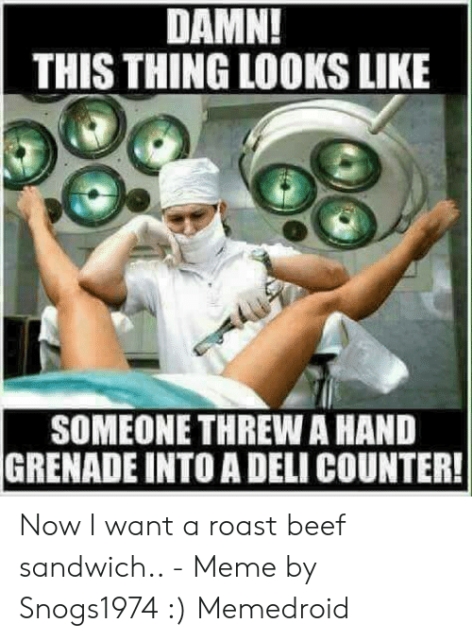 DAMN!
THIS THING LOOKS LIKE
SOMEONE THREW A HAND
GRENADE INTO A DELI COUNTER!
Now I want a roast beef
sandwich.. - Meme by
Snogs1974 :) Memedroid